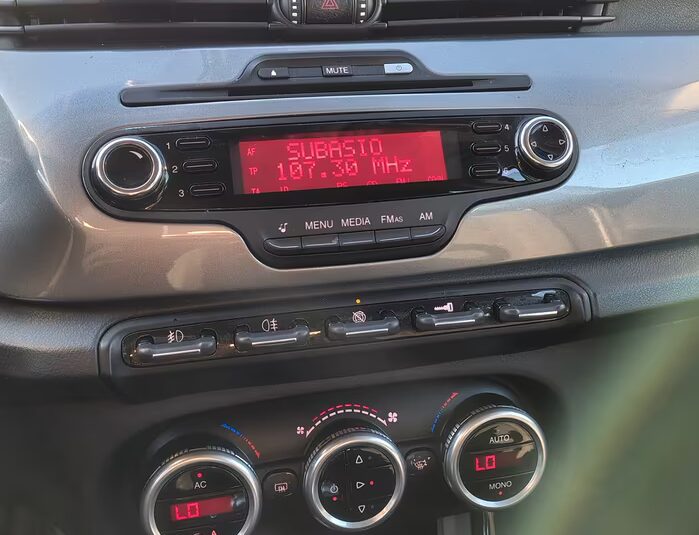 MUTE
1
2
3
AF
TP
TA
SUBASIO
107.30 MHz
4
5
MENU MEDIA FMAS AM
AC
LO
AUTO
LO
MONO